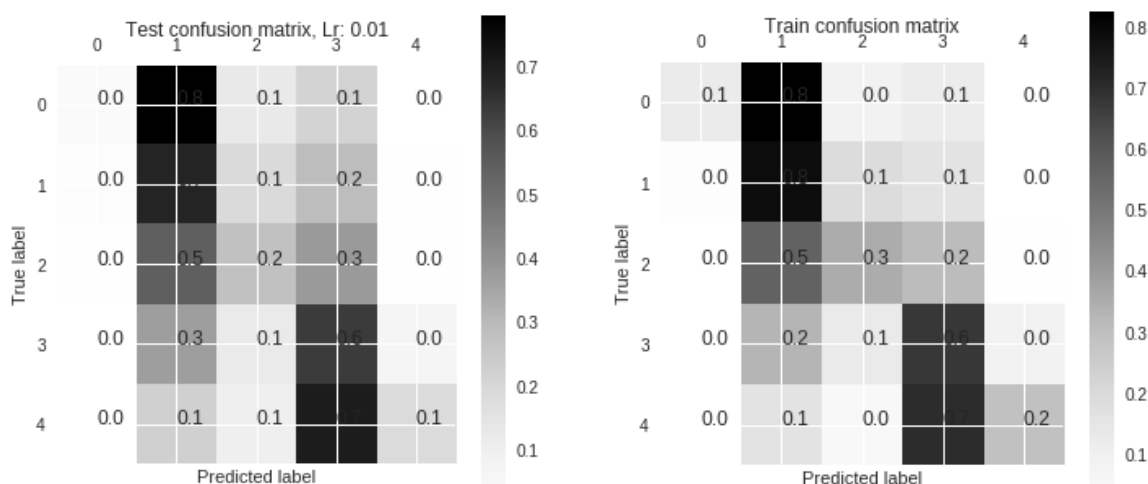 Test confusion matrix, Lr: 0.01
0 1 2 3 4
0 0.0 0.8 0.1 0.1 0.0
1 0.0 0.1 0.2 0.0
2 0.0 0.5 0.2 0.3 0.0
3 0.0 0.3 0.1 0.6 0.0
4 0.0 0.1 0.1 0.7 0.1
True label
Predicted label
0.7
0.6
0.5
0.4
0.3
0.2
0.1
Train confusion matrix
0 1 2 3 4
0 0.1 0.8 0.0 0.1 0.0
1 0.0 0.8 0.1 0.1 0.0
2 0.0 0.5 0.3 0.2 0.0
3 0.0 0.2 0.1 0.6 0.0
4 0.0 0.1 0.0 0.7 0.2
True label
Predicted label
0.8
0.7
0.6
0.5
0.4
0.3
0.2
0.1